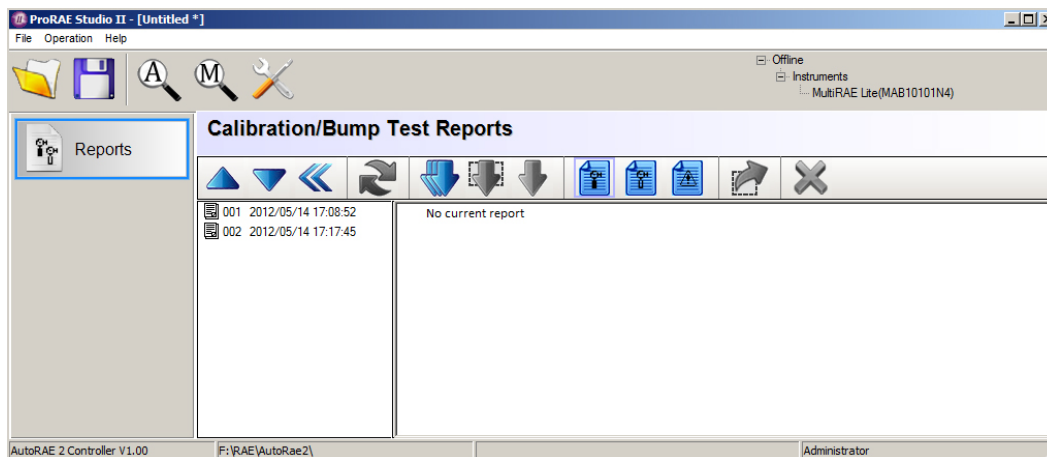 ProRAE Studio II - [Untitled *]
File Operation Help
A
M
Offline
Instruments
MultiRAE Lite(MAB10101N4)
Reports
Calibration/Bump Test Reports
001 2012/05/14 17:08:52
002 2012/05/14 17:17:45
No current report
AutoRAE 2 Controller V1.00
F:\RAE\AutoRae2\
Administrator